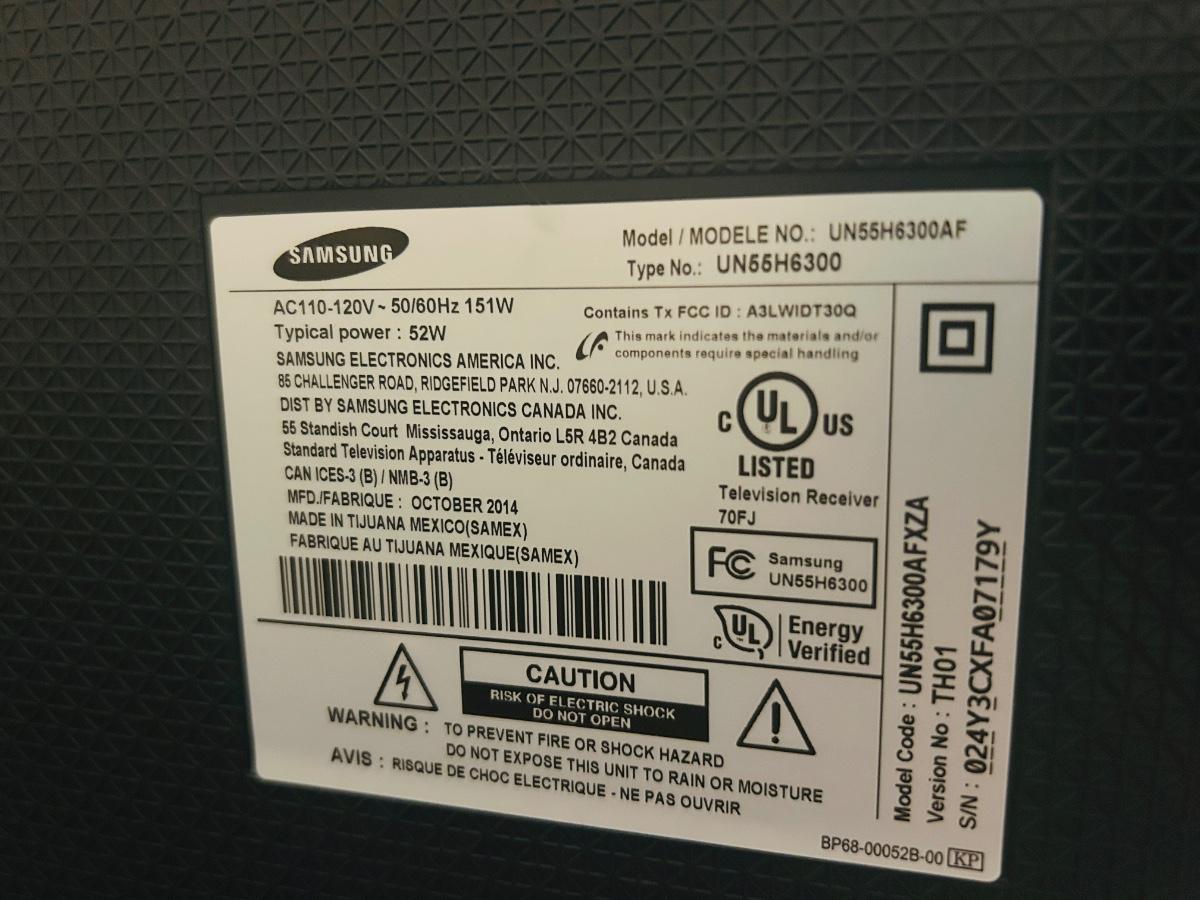 SAMSUNG
Model / MODELE NO.: UN55H6300AF
Type No.: UN55H6300
AC110-120V ~ 50/60Hz 151W
Typical power : 52W
SAMSUNG ELECTRONICS AMERICA INC.
85 CHALLENGER ROAD, RIDGEFIELD PARK N.J. 07660-2112, U.S.A.
DIST BY SAMSUNG ELECTRONICS CANADA INC.
55 Standish Court Mississauga, Ontario L5R 4B2 Canada
Standard Television Apparatus - Téléviseur ordinaire, Canada
CAN ICES-3 (B) / NMB-3 (B)
MFD./FABRIQUE : OCTOBER 2014
MADE IN TIJUANA MEXICO(SAMEX)
FABRIQUE AU TIJUANA MEXIQUE(SAMEX)
Contains Tx FCC ID : A3LWIDT30Q
This mark indicates the materials and/or
components require special handling
C UL US
LISTED
Television Receiver
70FJ
FC Samsung
UN55H6300
C UL Energy
Verified
CAUTION
RISK OF ELECTRIC SHOCK
DO NOT OPEN
WARNING : TO PREVENT FIRE OR SHOCK HAZARD
DO NOT EXPOSE THIS UNIT TO RAIN OR MOISTURE
AVIS : RISQUE DE CHOC ELECTRIQUE - NE PAS OUVRIR
Model Code : UN55H6300AFXZA
Version No : TH01
S/N : 024Y3CXFA07179Y
BP68-00052B-00 KP